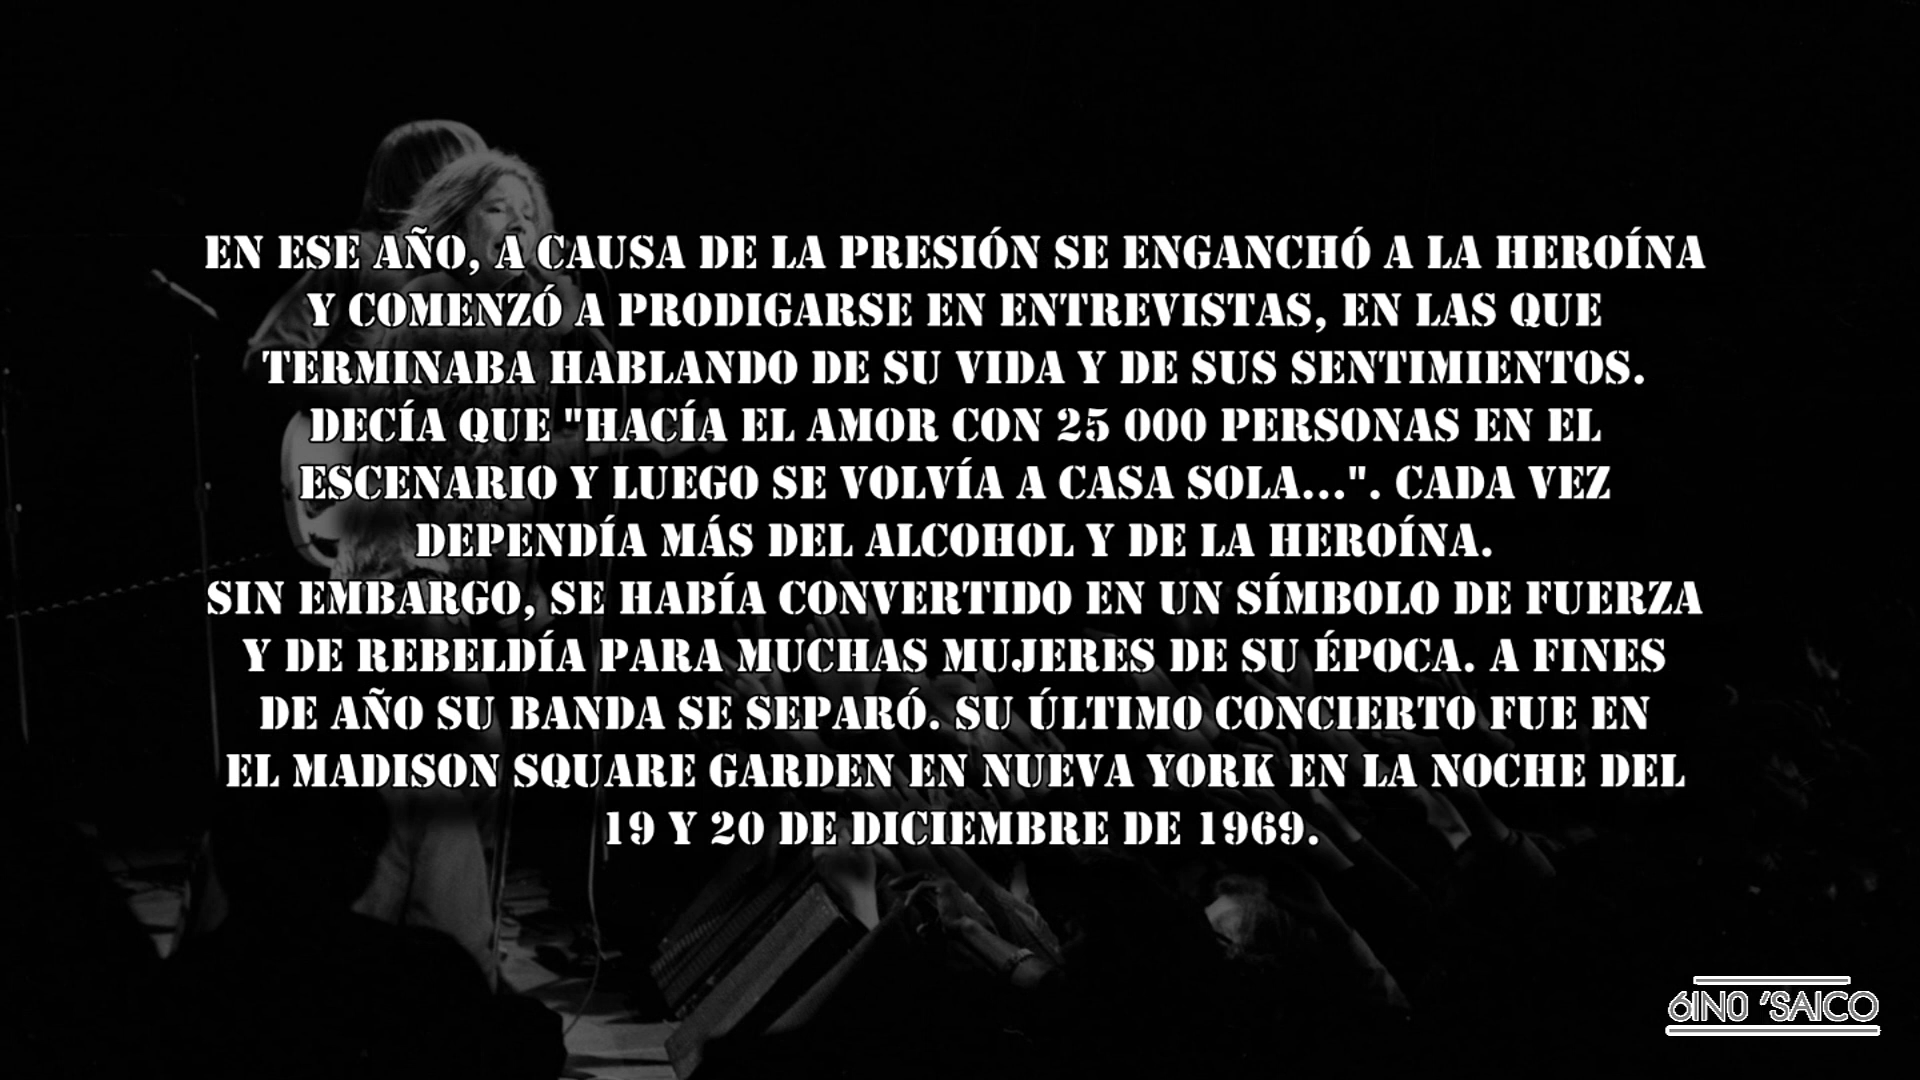 EN ESE AÑO, A CAUSA DE LA PRESIÓN SE ENGANCHÓ A LA HEROÍNA
Y COMENZÓ A PRODIGARSE EN ENTREVISTAS, EN LAS QUE
TERMINABA HABLANDO DE SU VIDA Y DE SUS SENTIMIENTOS.
DECÍA QUE "HACÍA EL AMOR CON 25 000 PERSONAS EN EL
ESCENARIO Y LUEGO SE VOLVÍA A CASA SOLA...". CADA VEZ
DEPENDÍA MÁS DEL ALCOHOL Y DE LA HEROÍNA.
SIN EMBARGO, SE HABÍA CONVERTIDO EN UN SÍMBOLO DE FUERZA
Y DE REBELDÍA PARA MUCHAS MUJERES DE SU ÉPOCA. A FINES
DE AÑO SU BANDA SE SEPARÓ. SU ÚLTIMO CONCIERTO FUE EN
EL MADISON SQUARE GARDEN EN NUEVA YORK EN LA NOCHE DEL
19 Y 20 DE DICIEMBRE DE 1969.
6IN0 'SAICO